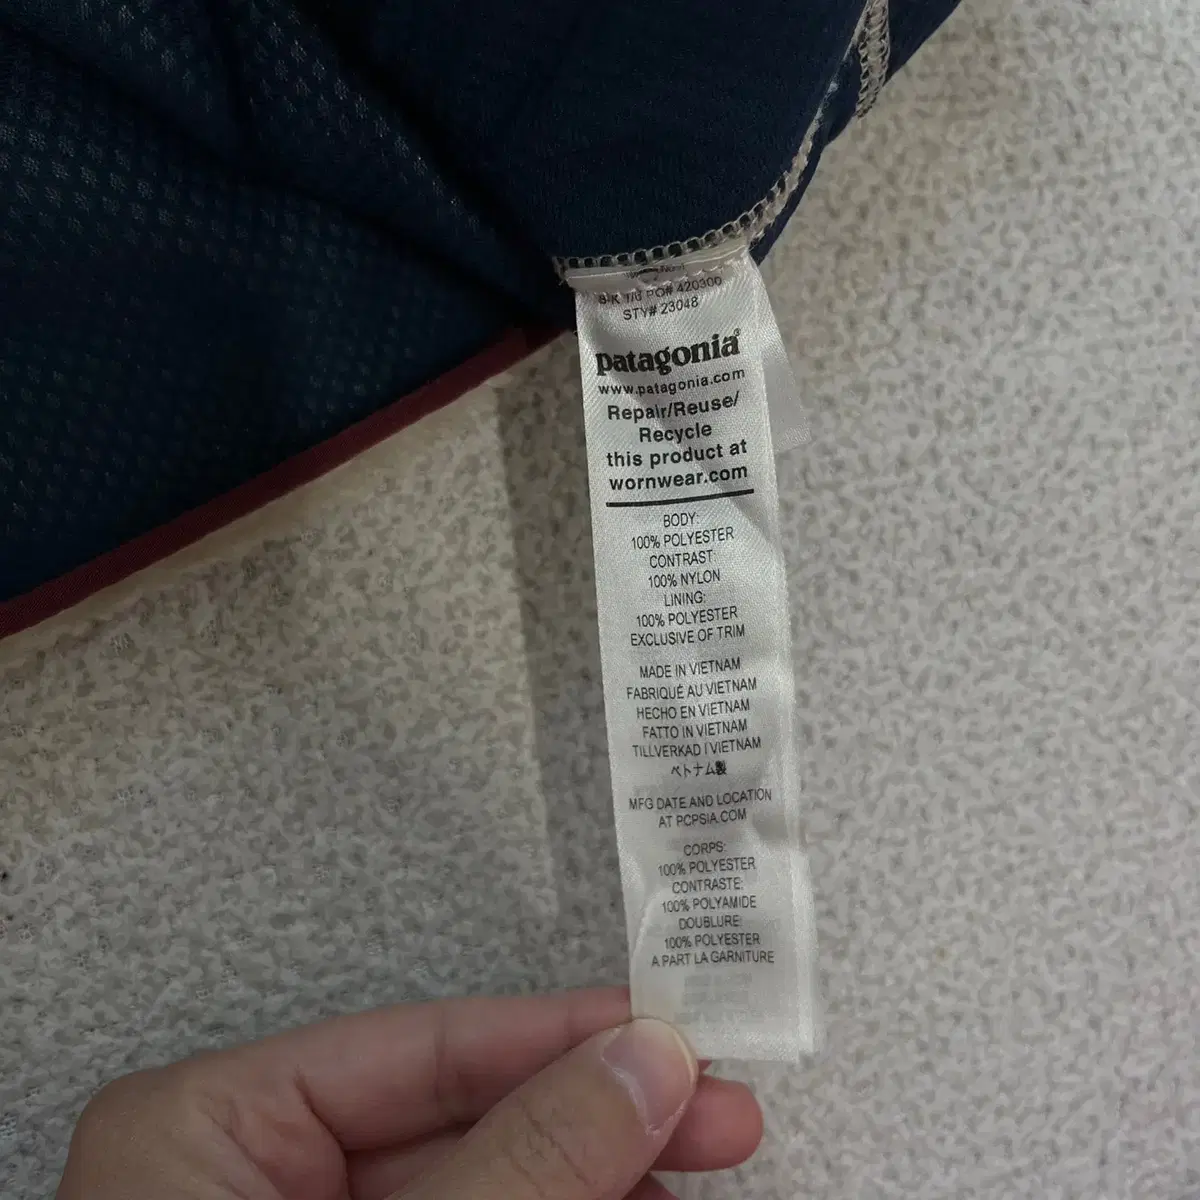 PO# 420300
STY# 23048
patagonia®
www.patagonia.com
Repair/Reuse/
Recycle
this product at
wornwear.com
BODY:
100% POLYESTER
CONTRAST:
100% NYLON
LINING:
100% POLYESTER
EXCLUSIVE OF TRIM
MADE IN VIETNAM
FABRIQUÉ AU VIETNAM
HECHO EN VIETNAM
FATTO IN VIETNAM
TILLVERKAD I VIETNAM
ベトナム製
MFG DATE AND LOCATION
AT PCPSIA.COM
CORPS:
100% POLYESTER
CONTRASTE:
100% POLYAMIDE
DOUBLURE:
100% POLYESTER
A PART LA GARNITURE